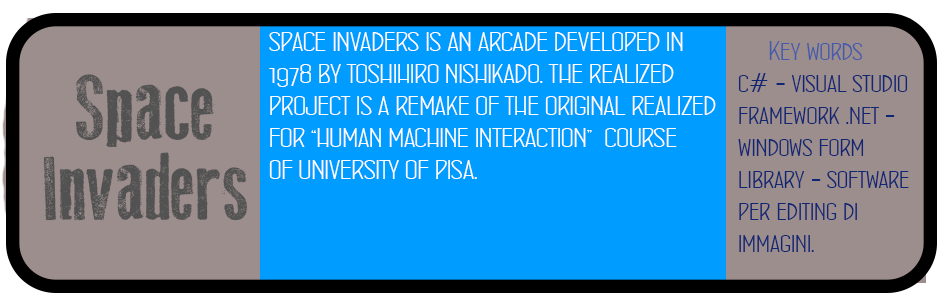 Space
Invaders
SPACE INVADERS IS AN ARCADE DEVELOPED IN
1978 BY TOSHIHIRO NISHIKADO. THE REALIZED
PROJECT IS A REMAKE OF THE ORIGINAL REALIZED
FOR “HUMAN MACHINE INTERACTION” COURSE
OF UNIVERSITY OF PISA.
KEY WORDS
C# - VISUAL STUDIO
FRAMEWORK .NET -
WINDOWS FORM
LIBRARY - SOFTWARE
PER EDITING DI
IMMAGINI.